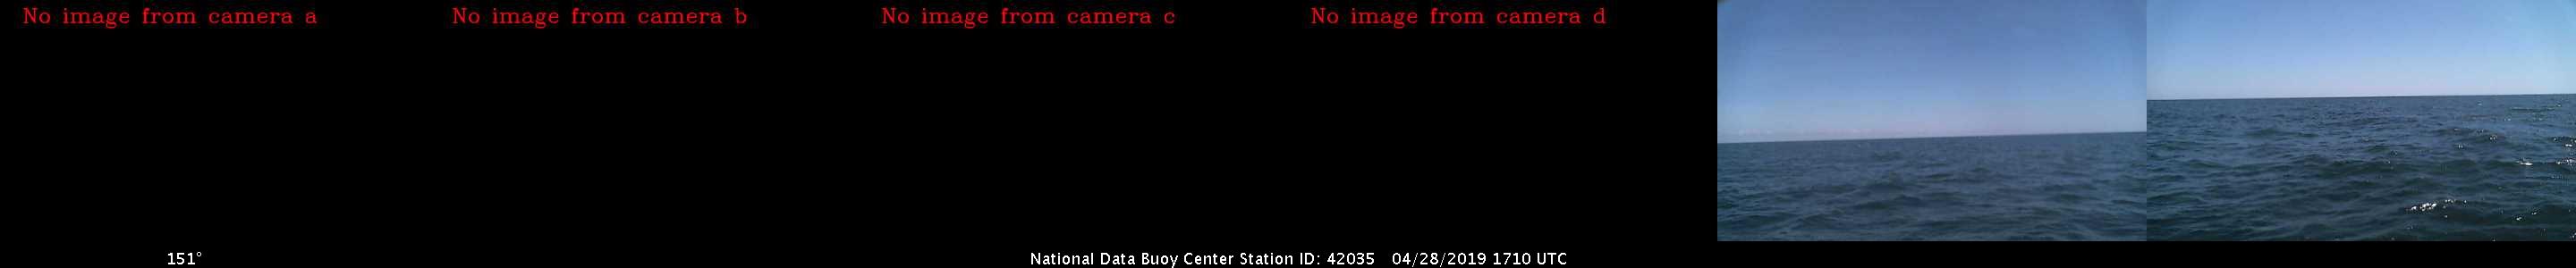 No image from camera a
No image from camera b
No image from camera c
No image from camera d
151°
National Data Buoy Center Station ID: 42035 04/28/2019 1710 UTC